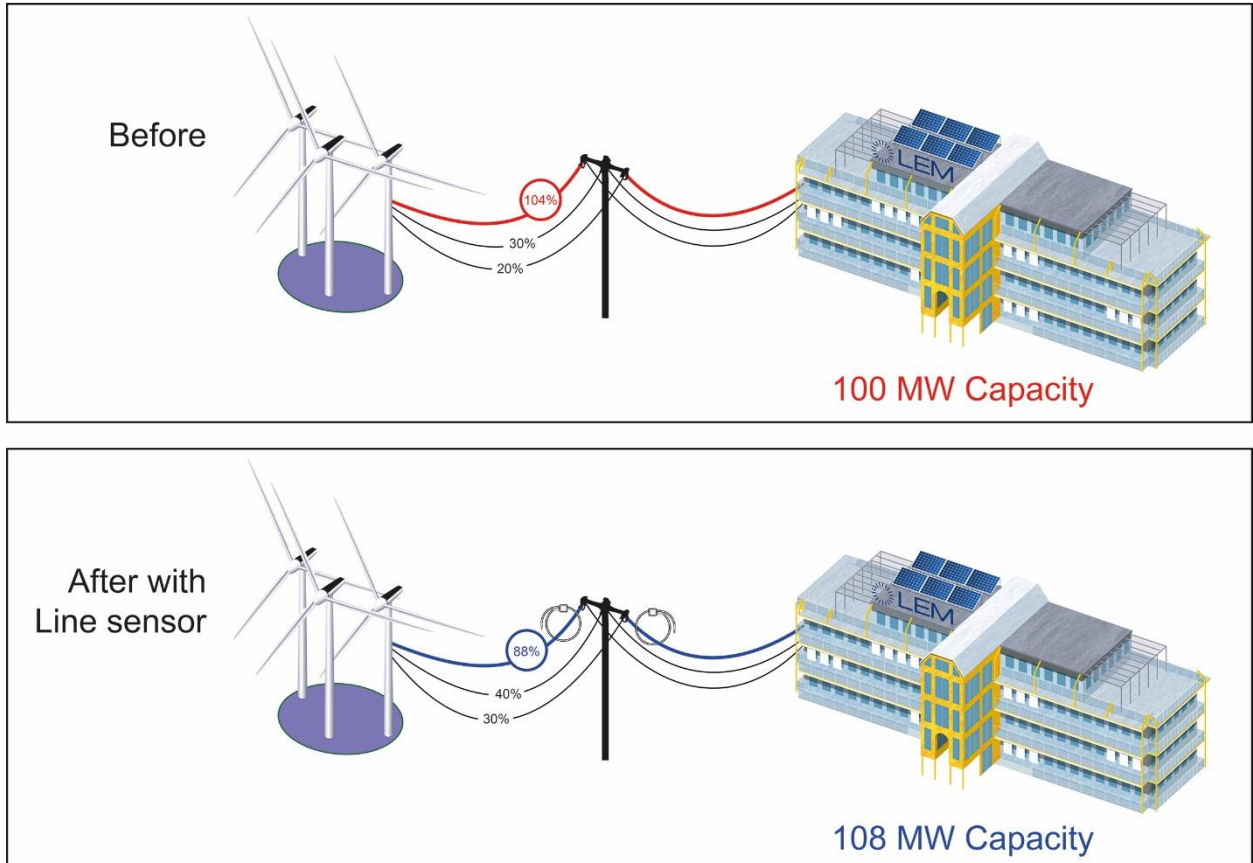 Before
104%
30%
20%
LEM
100 MW Capacity
After with
Line sensor
88%
40%
30%
LEM
108 MW Capacity